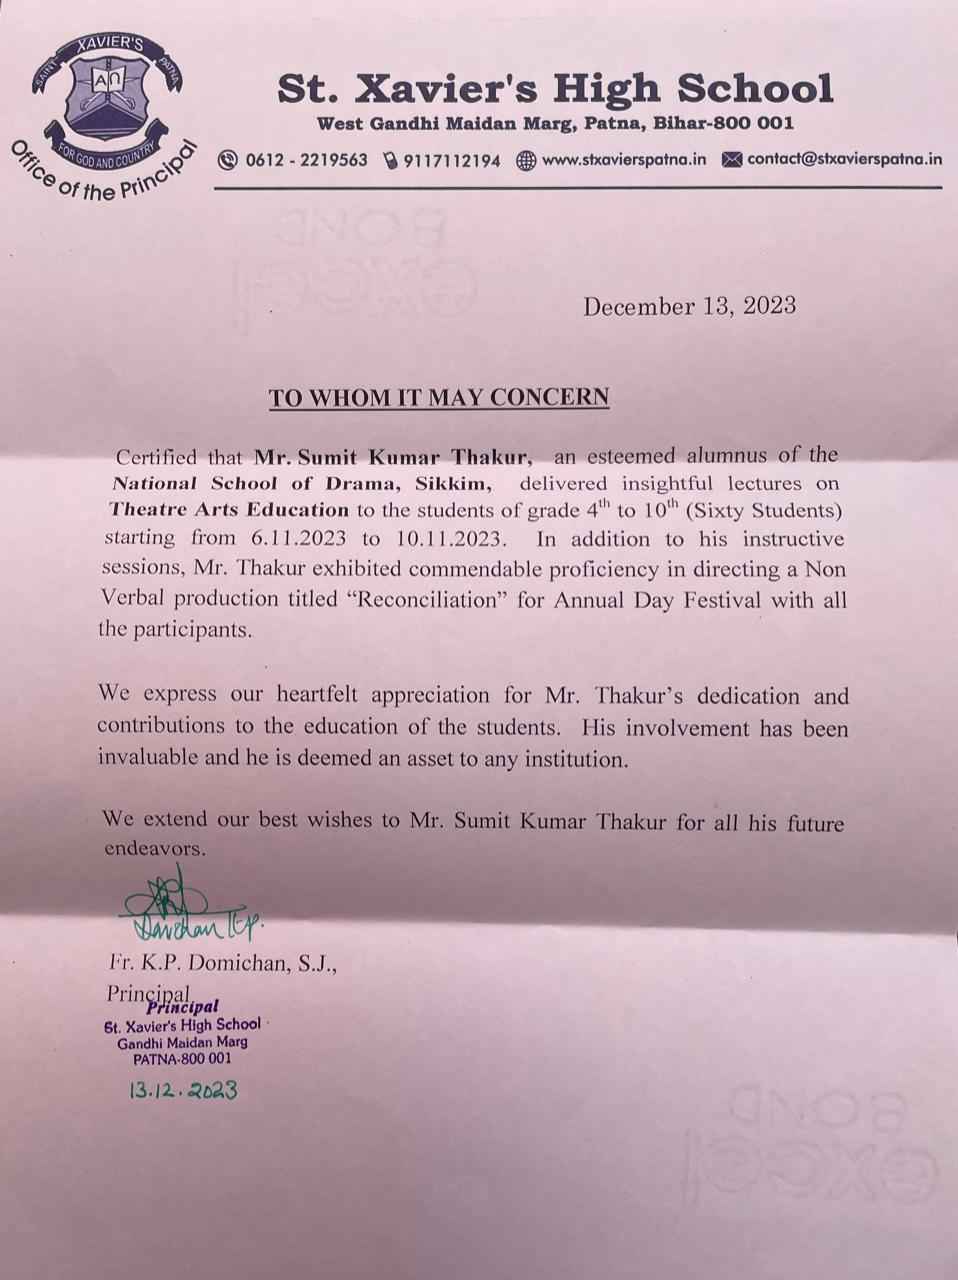 SAINT XAVIER'S PATNA
AΩ
FOR GOD AND COUNTRY
Office of the Principal
St. Xavier's High School
West Gandhi Maidan Marg, Patna, Bihar-800 001
0612 - 2219563 9117112194 www.stxavierspatna.in contact@stxavierspatna.in
BOND
excel
December 13, 2023
TO WHOM IT MAY CONCERN
Certified that Mr. Sumit Kumar Thakur, an esteemed alumnus of the
National School of Drama, Sikkim, delivered insightful lectures on
Theatre Arts Education to the students of grade 4th to 10th (Sixty Students)
starting from 6.11.2023 to 10.11.2023. In addition to his instructive
sessions, Mr. Thakur exhibited commendable proficiency in directing a Non
Verbal production titled “Reconciliation” for Annual Day Festival with all
the participants.
We express our heartfelt appreciation for Mr. Thakur’s dedication and
contributions to the education of the students. His involvement has been
invaluable and he is deemed an asset to any institution.
We extend our best wishes to Mr. Sumit Kumar Thakur for all his future
endeavors.
Fr. K.P. Domichan, S.J.,
Principal
Principal
St. Xavier's High School
Gandhi Maidan Marg
PATNA-800 001
13.12.2023
BOND
excel